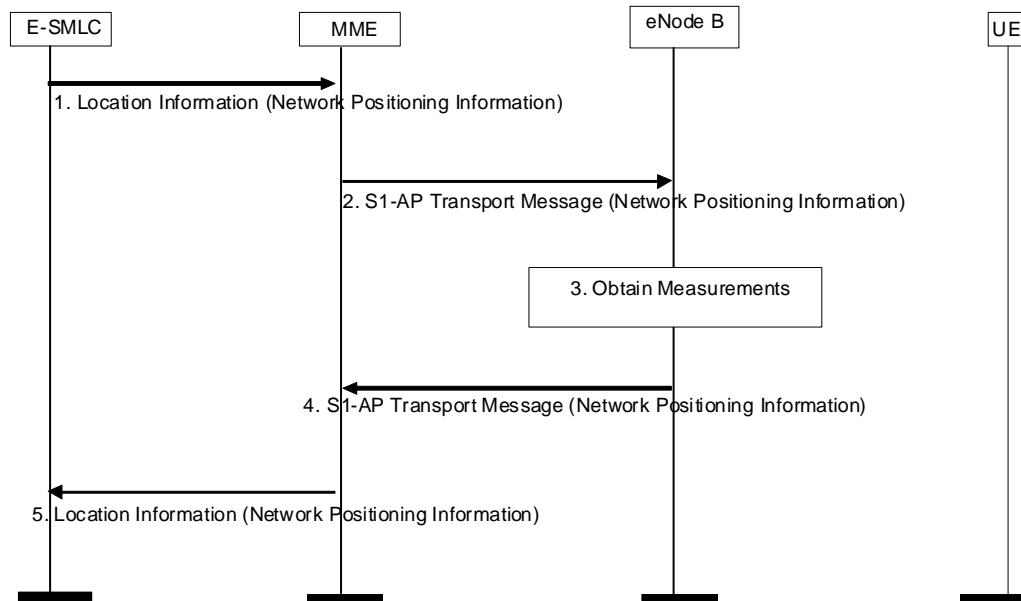 E-SMLC
MME
eNode B
UE
1. Location Information (Network Positioning Information)
2. S1-AP Transport Message (Network Positioning Information)
3. Obtain Measurements
4. S1-AP Transport Message (Network Positioning Information)
5. Location Information (Network Positioning Information)